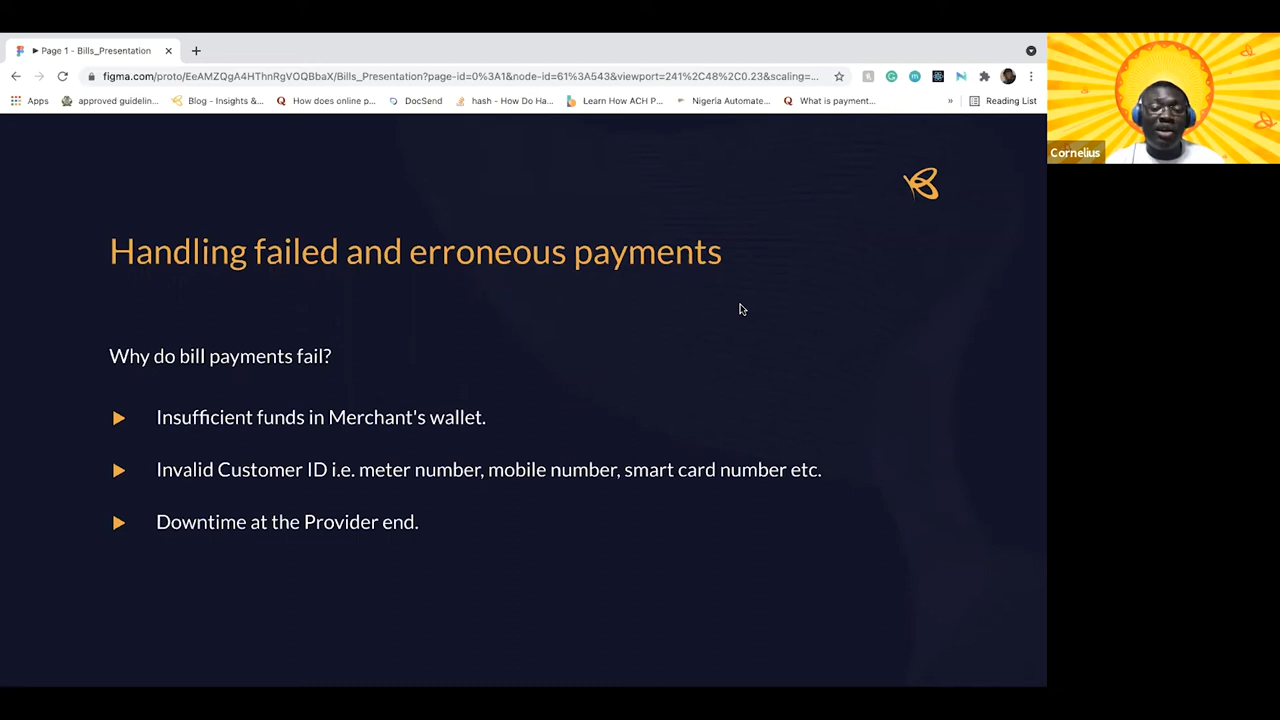 Page 1 - Bills_Presentation
figma.com/proto/EeAMZQgA4HThnRgVOQBbaX/Bills_Presentation?page-id=0%3A1&node-id=61%3A543&viewport=241%2C48%2C0.23&scaling=...
Apps
approved guidelin...
Blog - Insights &...
How does online p...
DocSend
hash - How Do Ha...
Learn How ACH P...
Nigeria Automate...
What is payment...
»
Reading List
Cornelius
Handling failed and erroneous payments
Why do bill payments fail?
Insufficient funds in Merchant's wallet.
Invalid Customer ID i.e. meter number, mobile number, smart card number etc.
Downtime at the Provider end.